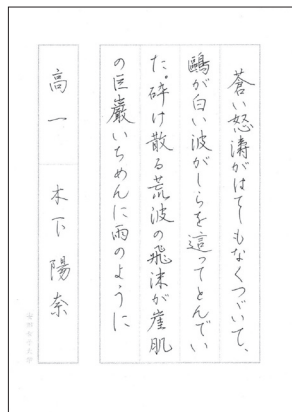 蒼い怒濤がはてしもなくつづいて、
鷗が白い波がしらを這ってとんでい
た。砕け散る荒波の飛沫が崖肌
の巨巌いちめんに雨のように
高一 木下陽奈